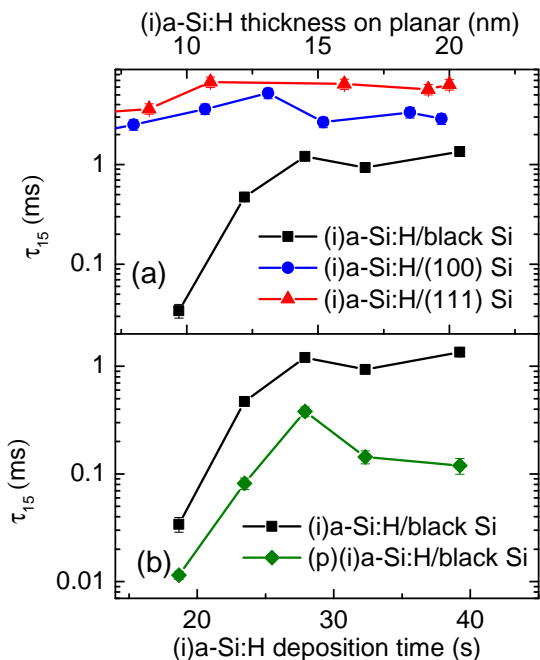 (i)a-Si:H thickness on planar (nm)
10 15 20
1
0.1
τ15 (ms)
(a)
(i)a-Si:H/black Si
(i)a-Si:H/(100) Si
(i)a-Si:H/(111) Si
1
0.1
0.01
τ15 (ms)
(b)
(i)a-Si:H/black Si
(p)(i)a-Si:H/black Si
20 30 40
(i)a-Si:H deposition time (s)